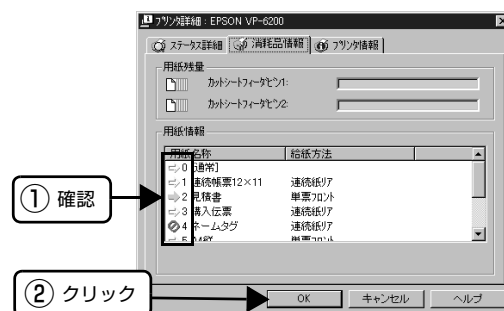 プリンタ詳細 : EPSON VP-6200
ステータス詳細 消耗品情報 プリンタ情報
用紙残量
カットシートフィーダビン1:
カットシートフィーダビン2:
用紙情報
用紙名称 給紙方法
0 [通常]
1 連続帳票12×11 連続紙リア
2 見積書 単票フロント
3 購入伝票 連続紙リア
4 ネームタグ 連続紙リア
① 確認
② クリック
OK キャンセル ヘルプ